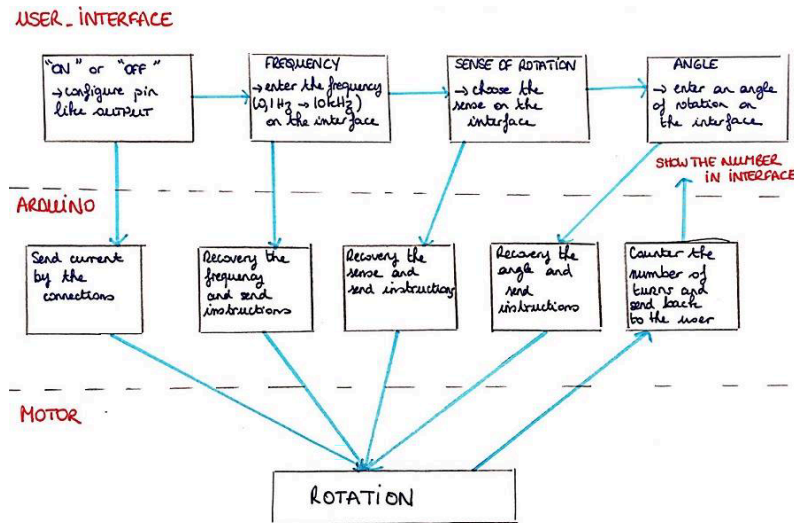 USER_INTERFACE
"ON" or "OFF"
→ configure pin
like OUTPUT
FREQUENCY
→ enter the frequency
(0,1Hz → 10kHz)
on the interface
SENSE OF ROTATION
→ choose the
sense on the
interface
ANGLE
→ enter an angle
of rotation on
the interface
SHOW THE NUMBER
IN INTERFACE
ARDUINO
Send current
by the
connections
Recovery the
frequency
and send
instructions
Recovery the
sense and
send instructions
Recovery the
angle and
send
instructions
Counter the
number of
turns and
send back
to the user
MOTOR
ROTATION